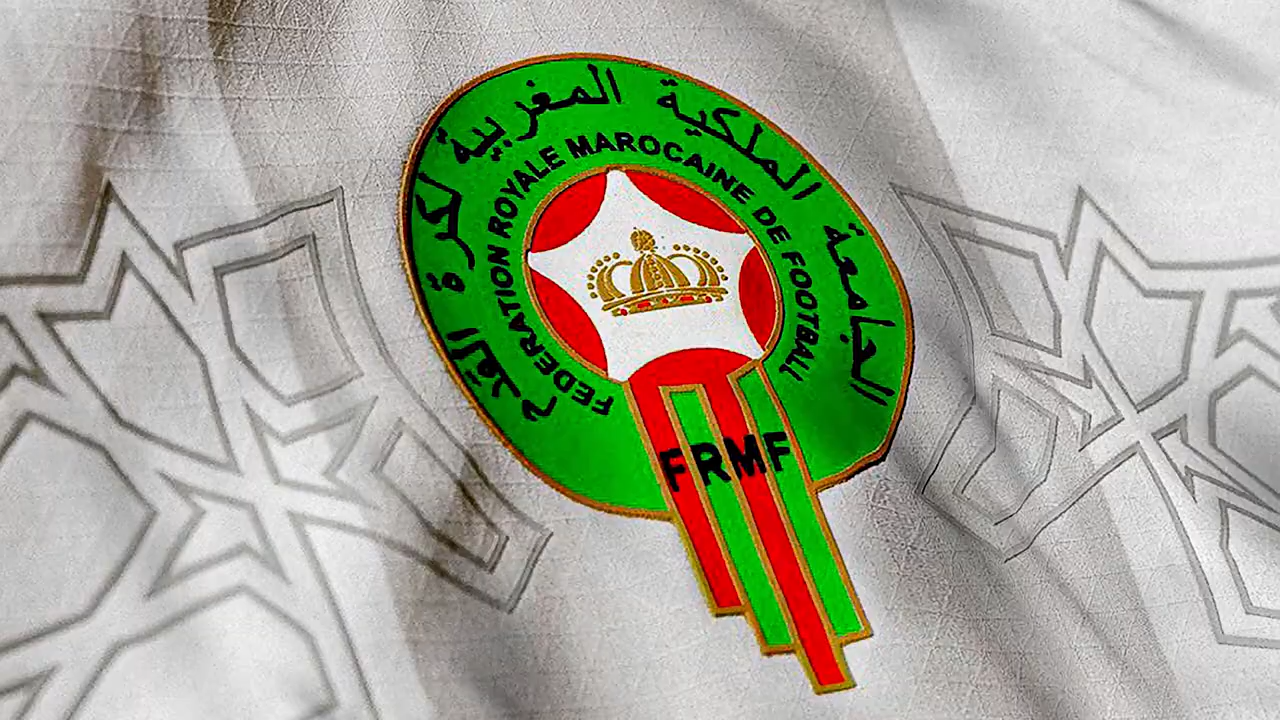 الجامعة الملكية المغربية لكرة القدم
FEDERATION ROYALE MAROCAINE DE FOOTBALL
FRMF